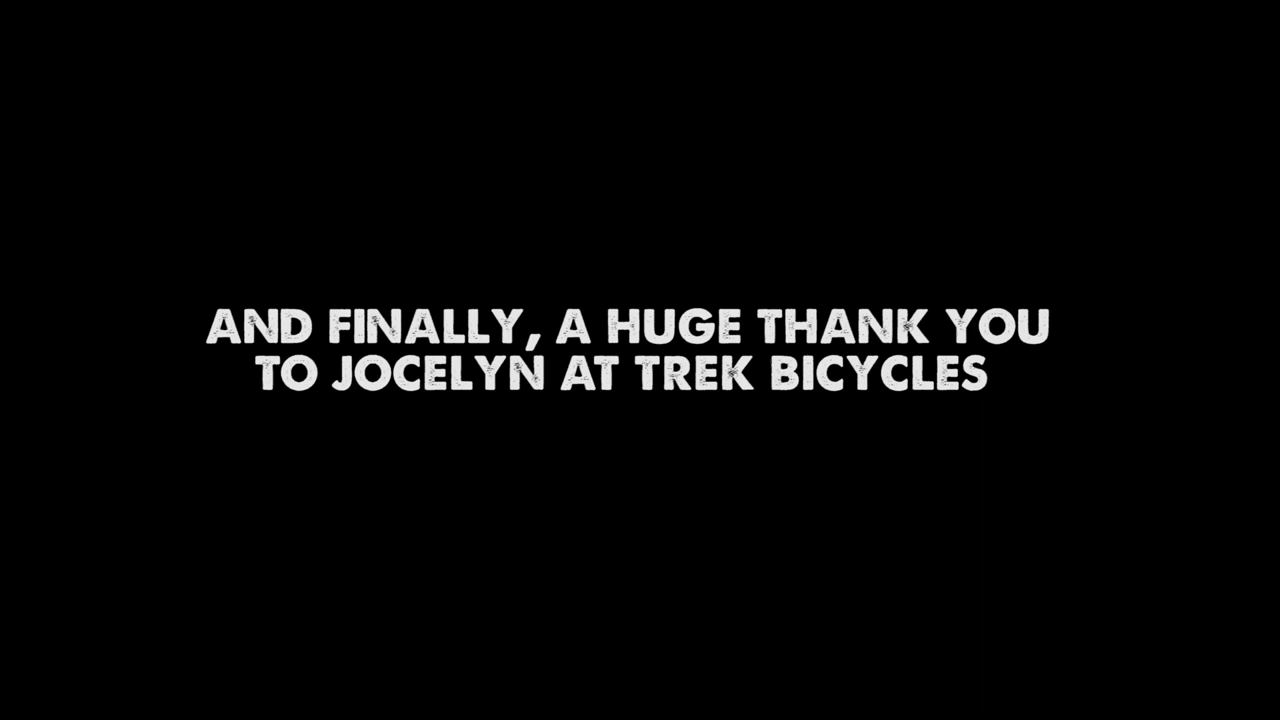 AND FINALLY, A HUGE THANK YOU
TO JOCELYN AT TREK BICYCLES